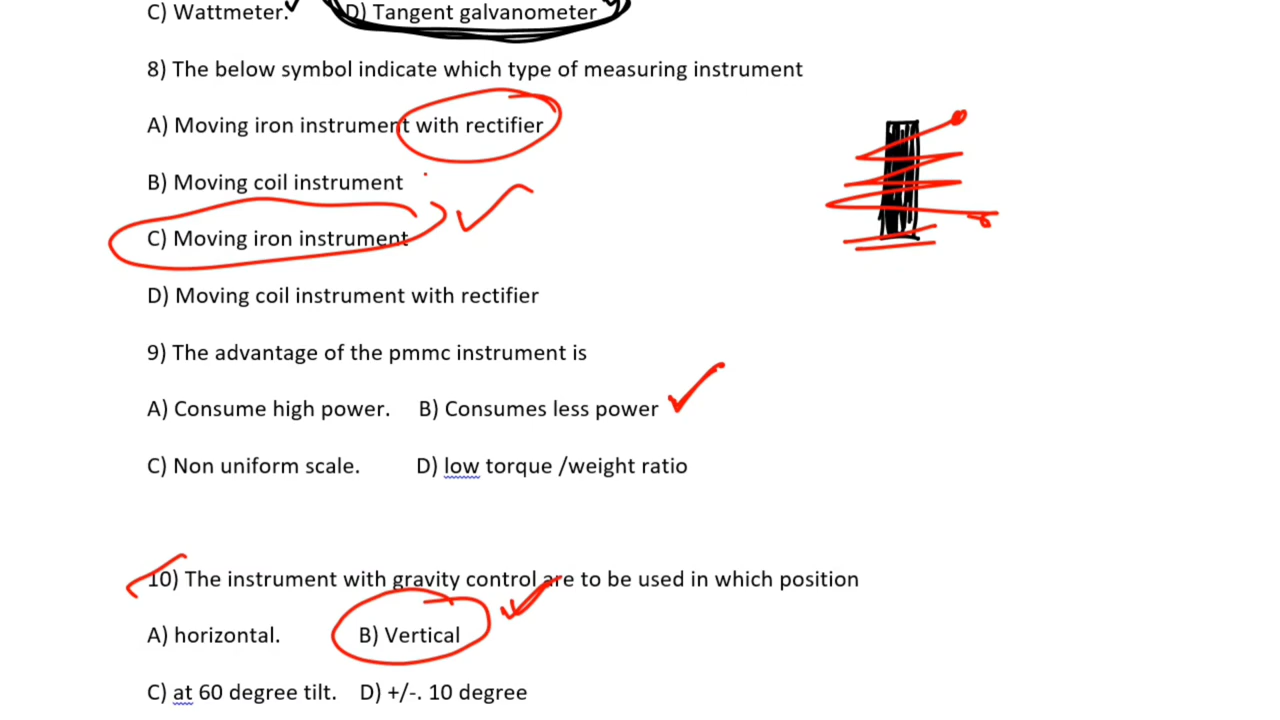 C) Wattmeter. D) Tangent galvanometer
8) The below symbol indicate which type of measuring instrument
A) Moving iron instrument with rectifier
B) Moving coil instrument
C) Moving iron instrument
D) Moving coil instrument with rectifier
9) The advantage of the pmmc instrument is
A) Consume high power. B) Consumes less power
C) Non uniform scale. D) low torque /weight ratio
10) The instrument with gravity control are to be used in which position
A) horizontal. B) Vertical
C) at 60 degree tilt. D) +/-. 10 degree